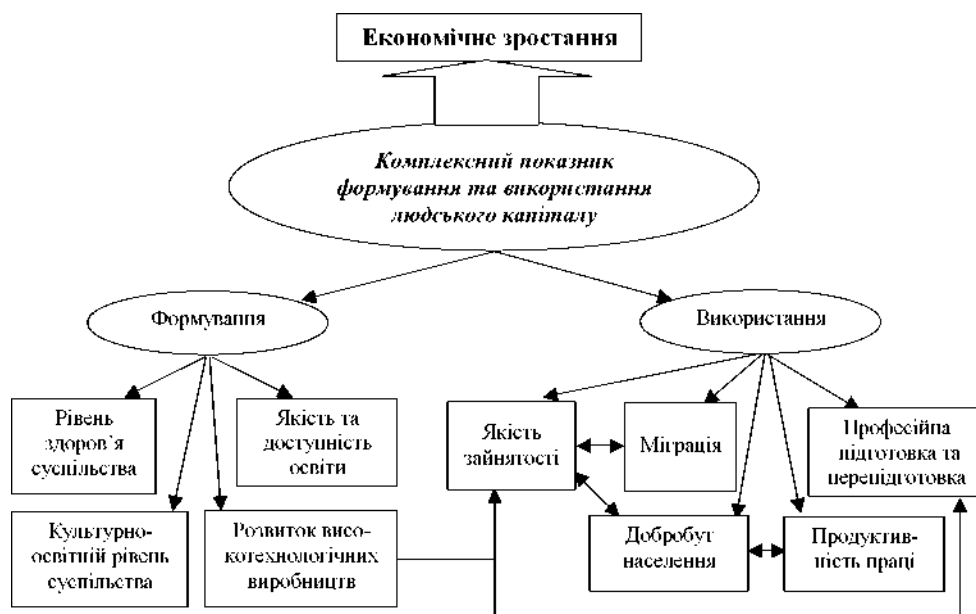 Економічне зростання
Комплексний показник
формування та використання
людського капіталу
Формування
Використання
Рівень
здоров'я
суспільства
Якість та
доступність
освіти
Якість
зайнятості
Міграція
Професійна
підготовка та
перепідготовка
Культурно-
освітній рівень
суспільства
Розвиток висо-
котехнологічних
виробництв
Добробут
населення
Продуктив-
ність праці